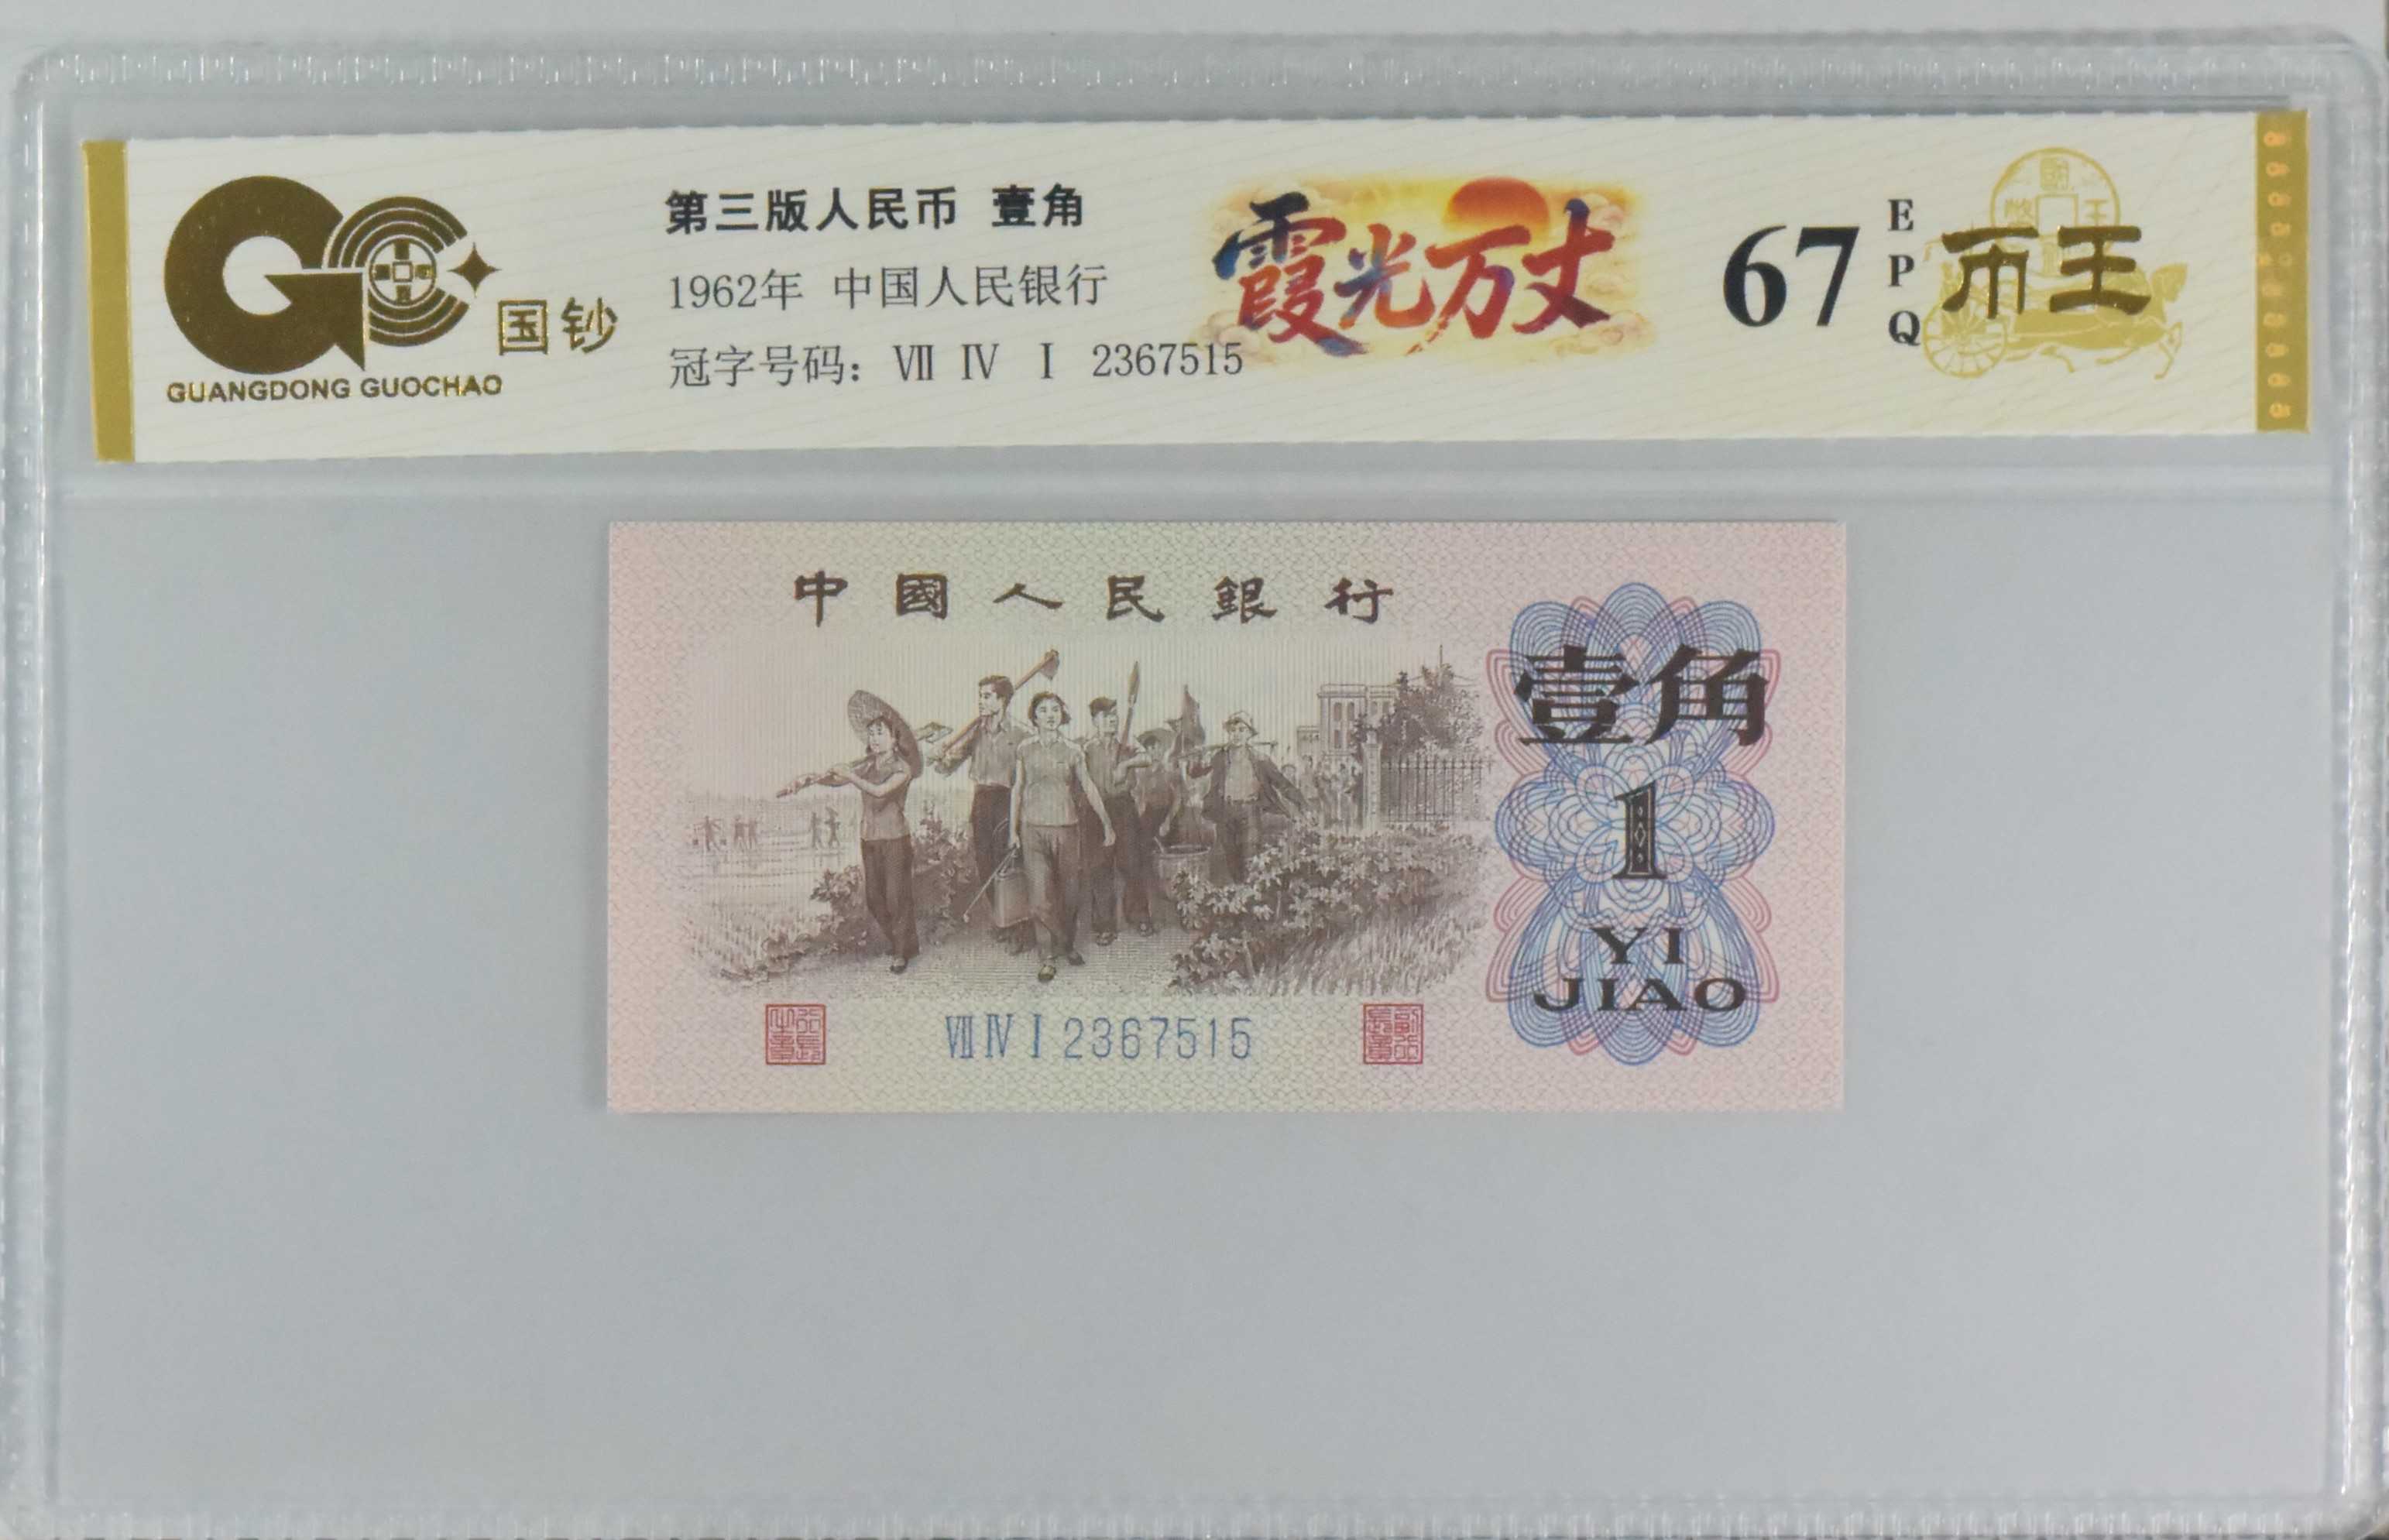 GUANGDONG GUOCHAO
国钞
第三版人民币 壹角
1962年 中国人民银行
冠字号码：Ⅶ Ⅳ Ⅰ 2367515
霞光万丈
67
E
P
Q
币王
中國人民銀行
壹角
1
YI
JIAO
Ⅶ Ⅳ Ⅰ 2367515